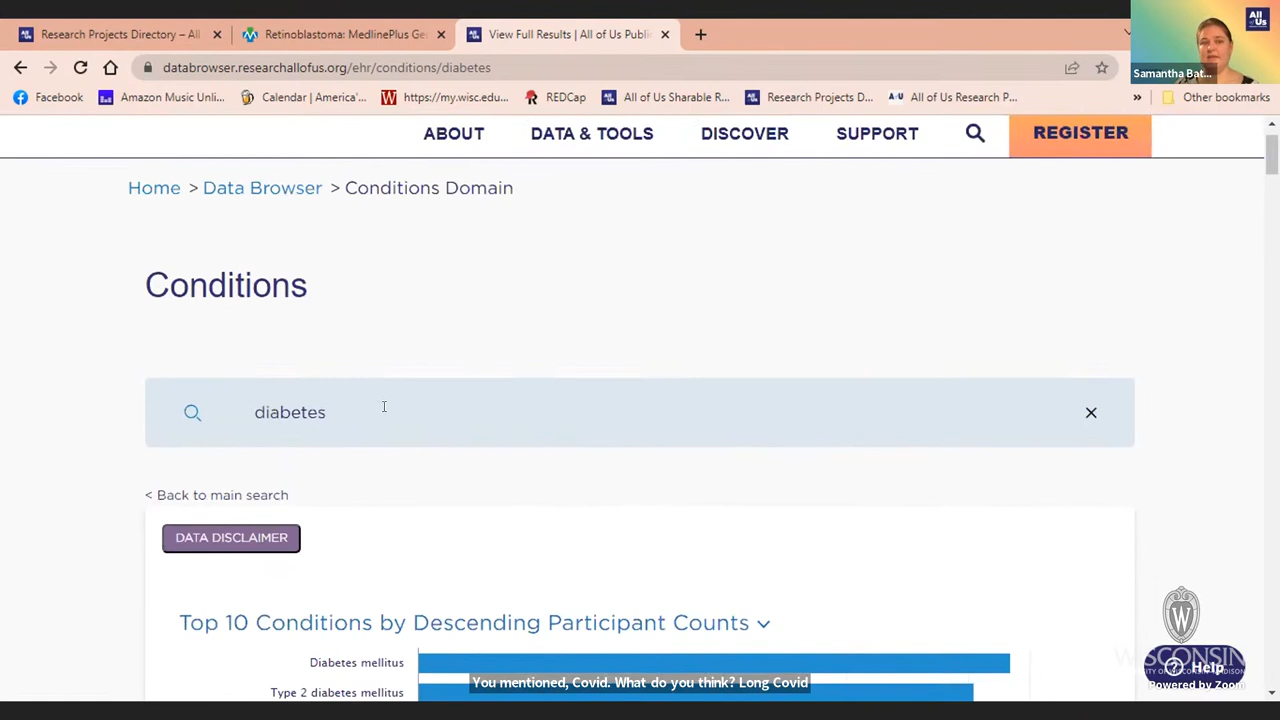 Research Projects Directory – All
Retinoblastoma: MedlinePlus Ge
View Full Results | All of Us Publi
All of Us
databrowser.researchallofus.org/ehr/conditions/diabetes
Samantha Bat...
Facebook
Amazon Music Unli...
Calendar | America'...
https://my.wisc.edu...
REDCap
All of Us Sharable R...
Research Projects D...
All of Us Research P...
»
Other bookmarks
ABOUT
DATA & TOOLS
DISCOVER
SUPPORT
REGISTER
Home > Data Browser > Conditions Domain
Conditions
diabetes
< Back to main search
DATA DISCLAIMER
Top 10 Conditions by Descending Participant Counts
Diabetes mellitus
Type 2 diabetes mellitus
You mentioned, Covid. What do you think? Long Covid
W
WISCONSIN
Help
Powered by Zoom